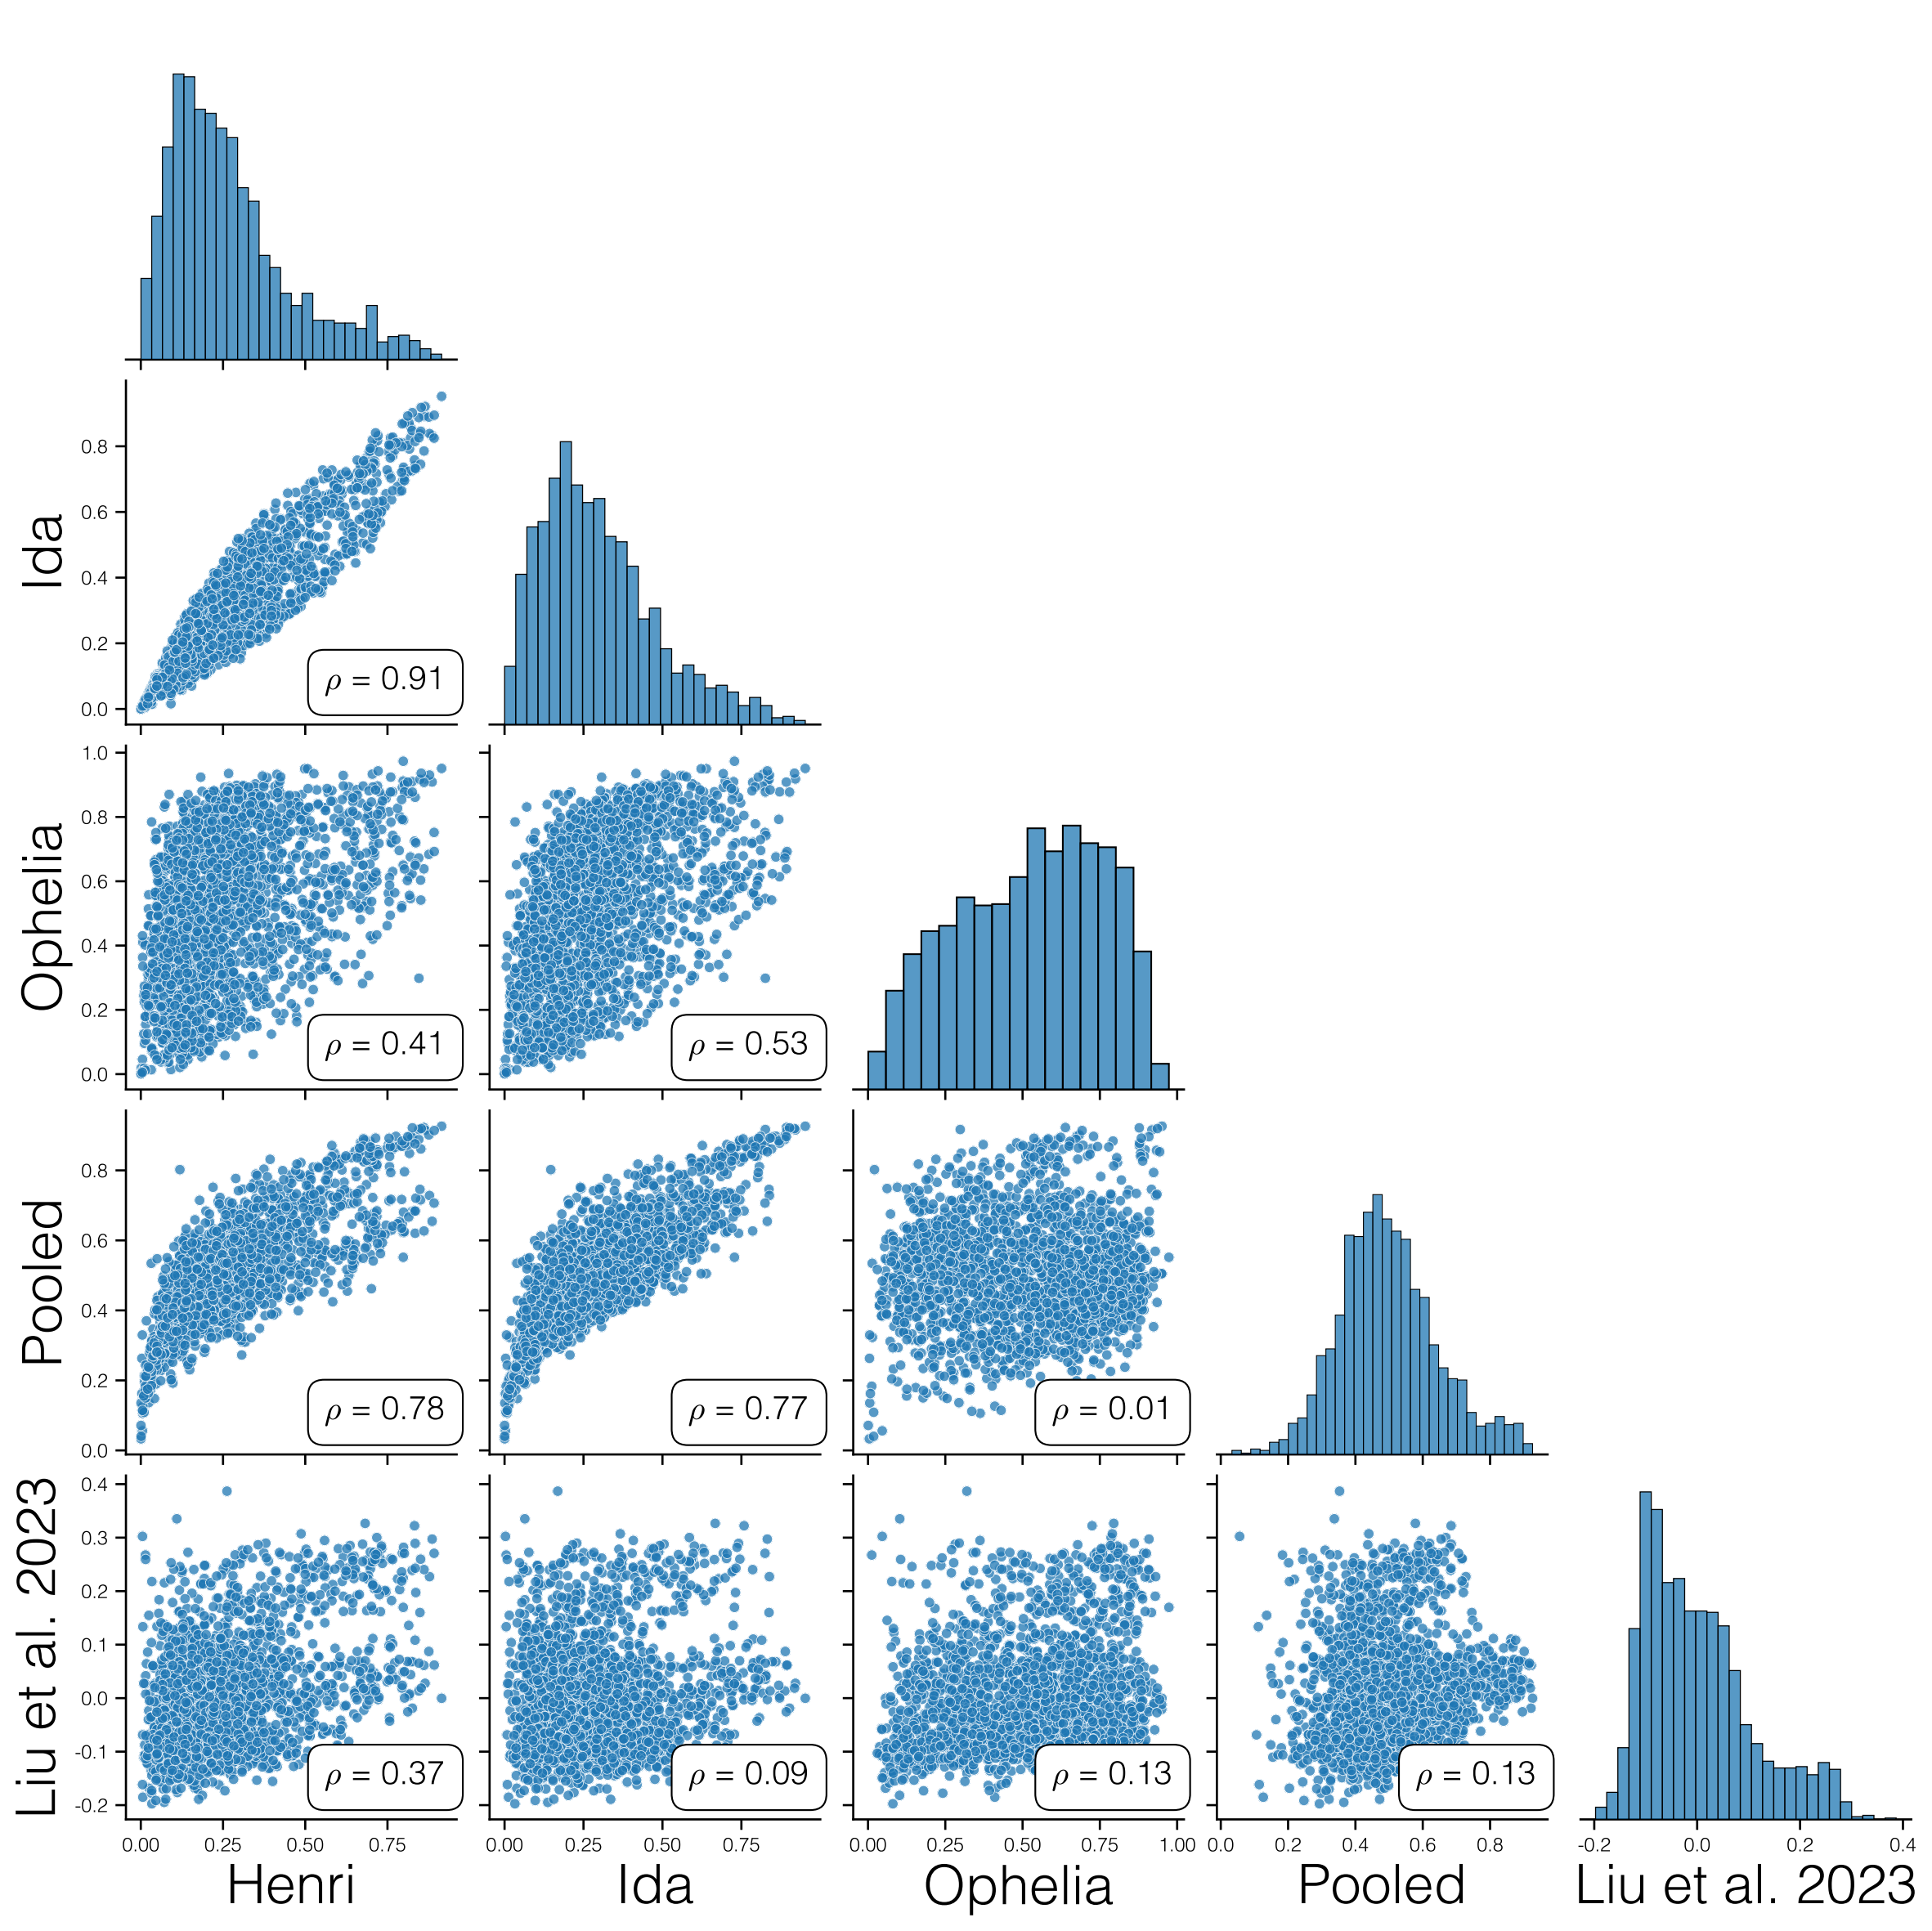 Ida
0.8
0.6
0.4
0.2
0.0
ρ = 0.91
Ophelia
1.0
0.8
0.6
0.4
0.2
0.0
ρ = 0.41
ρ = 0.53
Pooled
0.8
0.6
0.4
0.2
0.0
ρ = 0.78
ρ = 0.77
ρ = 0.01
Liu et al. 2023
0.4
0.3
0.2
0.1
0.0
-0.1
-0.2
ρ = 0.37
ρ = 0.09
ρ = 0.13
ρ = 0.13
0.00 0.25 0.50 0.75
0.00 0.25 0.50 0.75
0.00 0.25 0.50 0.75 1.00
0.0 0.2 0.4 0.6 0.8
-0.2 0.0 0.2 0.4
Henri
Ida
Ophelia
Pooled
Liu et al. 2023